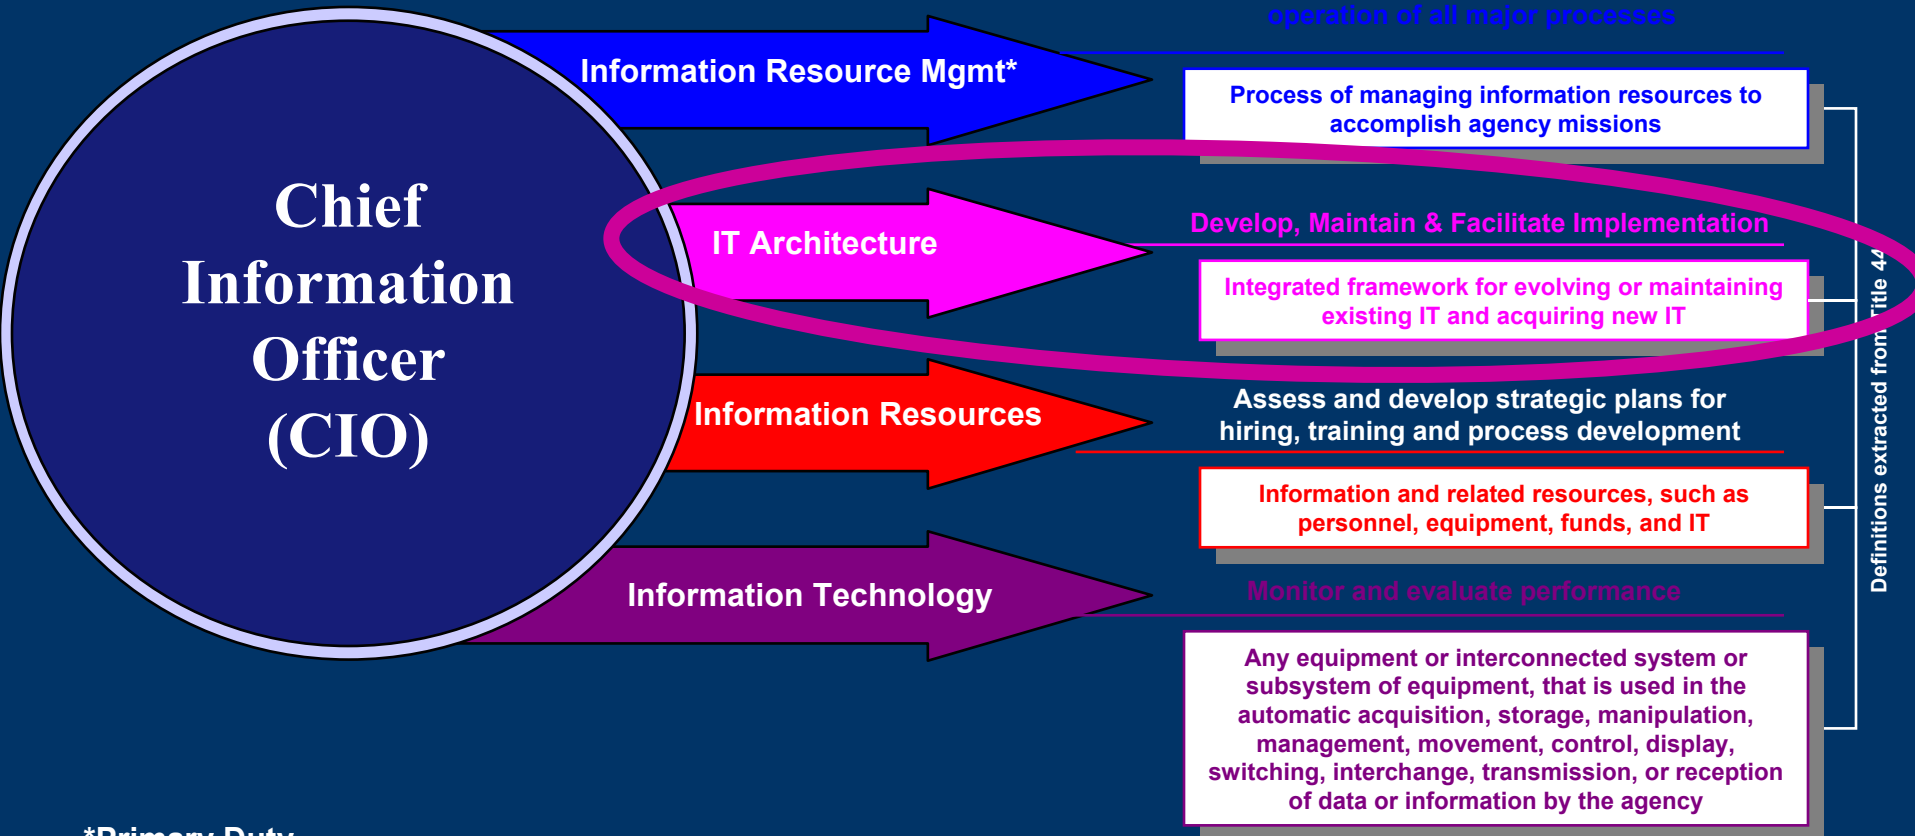 Chief
Information
Officer
(CIO)
operation of all major processes
Information Resource Mgmt*
Process of managing information resources to
accomplish agency missions
IT Architecture
Develop, Maintain & Facilitate Implementation
Integrated framework for evolving or maintaining
existing IT and acquiring new IT
Information Resources
Assess and develop strategic plans for
hiring, training and process development
Information and related resources, such as
personnel, equipment, funds, and IT
Information Technology
Monitor and evaluate performance
Any equipment or interconnected system or
subsystem of equipment, that is used in the
automatic acquisition, storage, manipulation,
management, movement, control, display,
switching, interchange, transmission, or reception
of data or information by the agency
Definitions extracted from Title 44
*Primary Duty